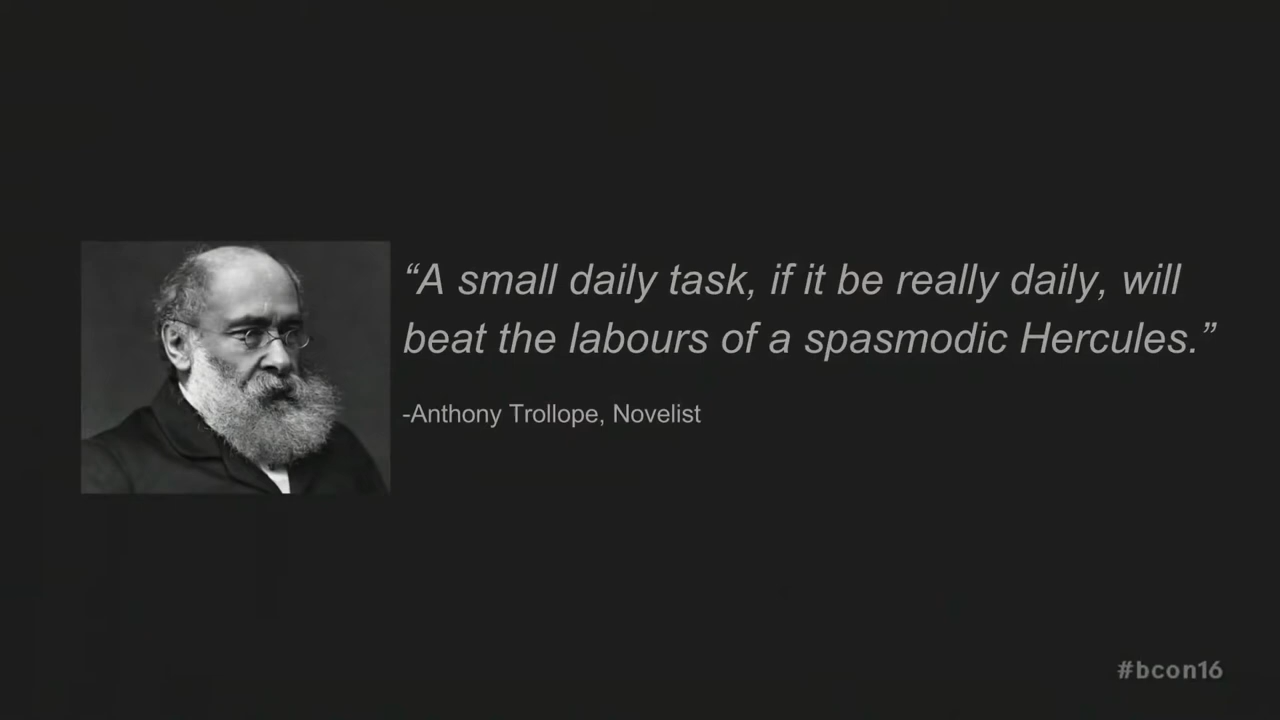 “A small daily task, if it be really daily, will
beat the labours of a spasmodic Hercules.”
-Anthony Trollope, Novelist
#bcon16